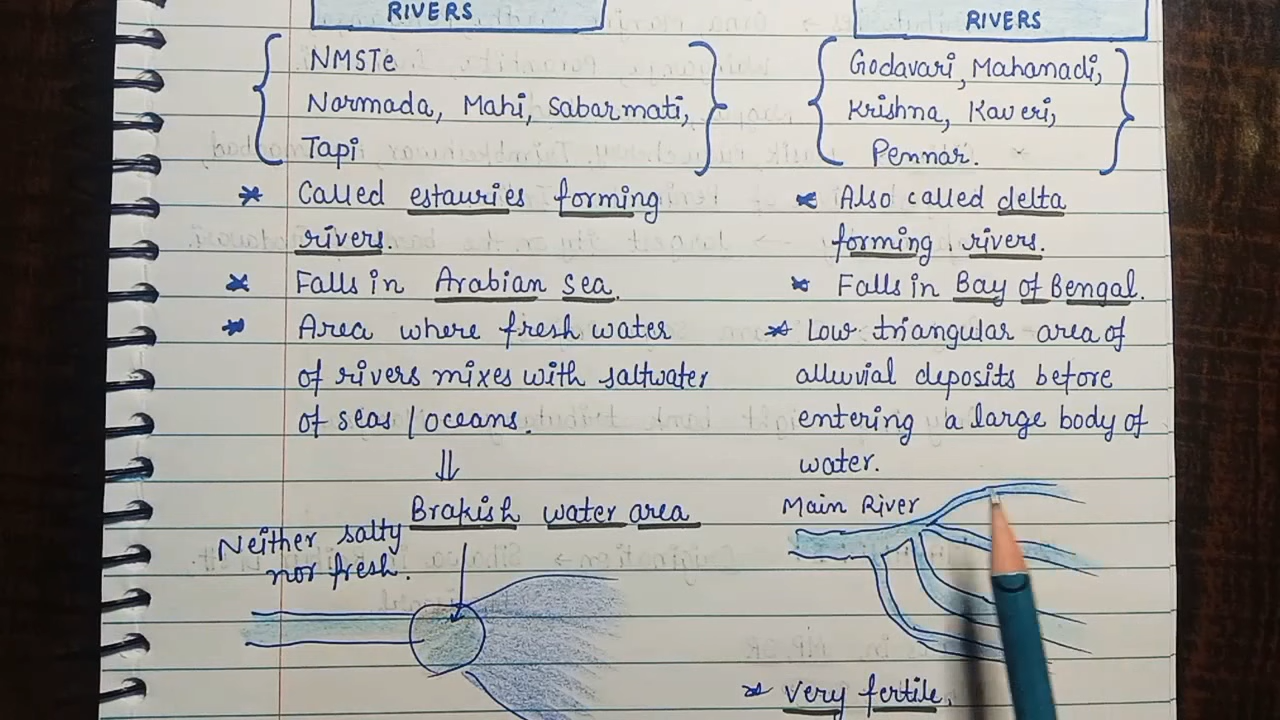 RIVERS
NMSTe
Narmada, Mahi, Sabarmati,
Tapi
* Called estauries forming
rivers.
* Falls in Arabian sea.
* Area where fresh water
of rivers mixes with saltwater
of seas / oceans.
⇓
Brakish water area
Neither salty
nor fresh.
RIVERS
Godavari, Mahanadi,
Krishna, Kaveri,
Pennar.
* Also called delta
forming rivers.
* Falls in Bay of Bengal.
* Low triangular area of
alluvial deposits before
entering a large body of
water.
Main River
* very fertile.